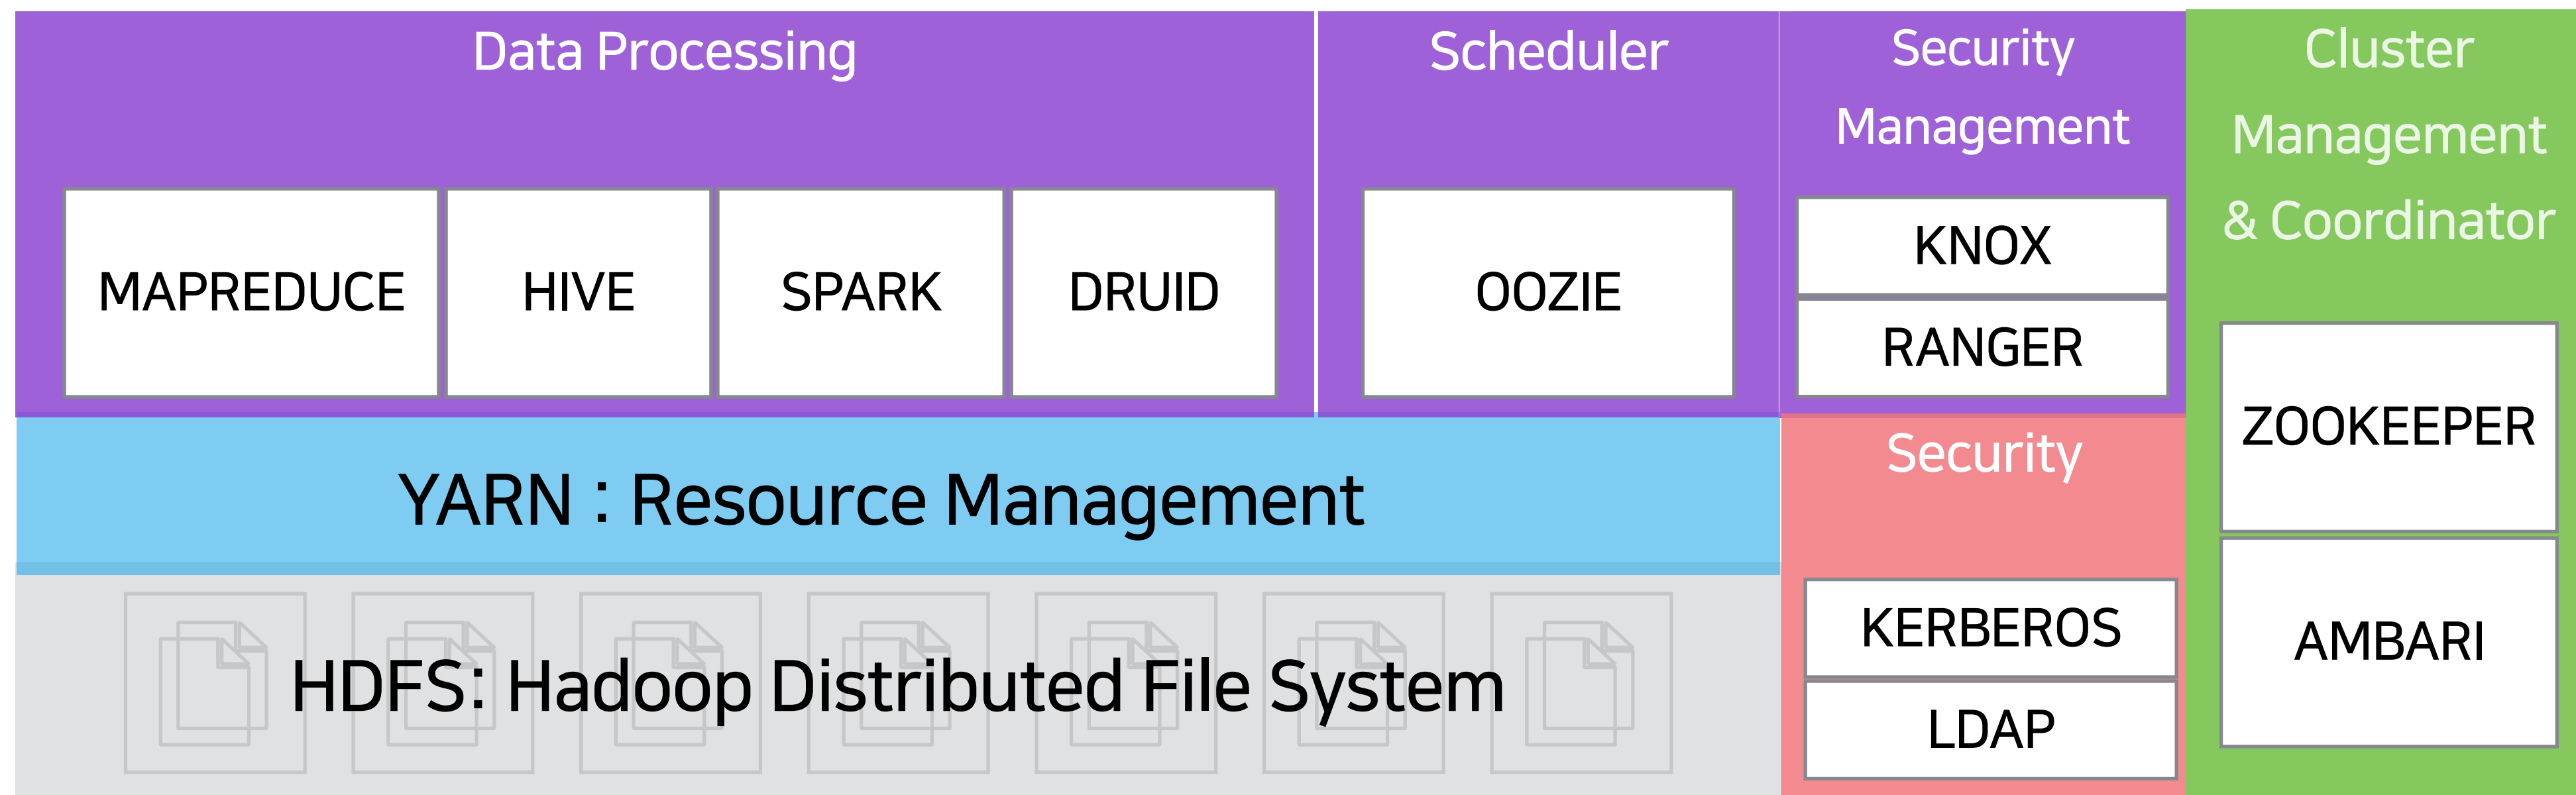 Data Processing
MAPREDUCE
HIVE
SPARK
DRUID
Scheduler
OOZIE
Security
Management
KNOX
RANGER
Cluster
Management
& Coordinator
ZOOKEEPER
AMBARI
YARN : Resource Management
Security
KERBEROS
LDAP
HDFS: Hadoop Distributed File System